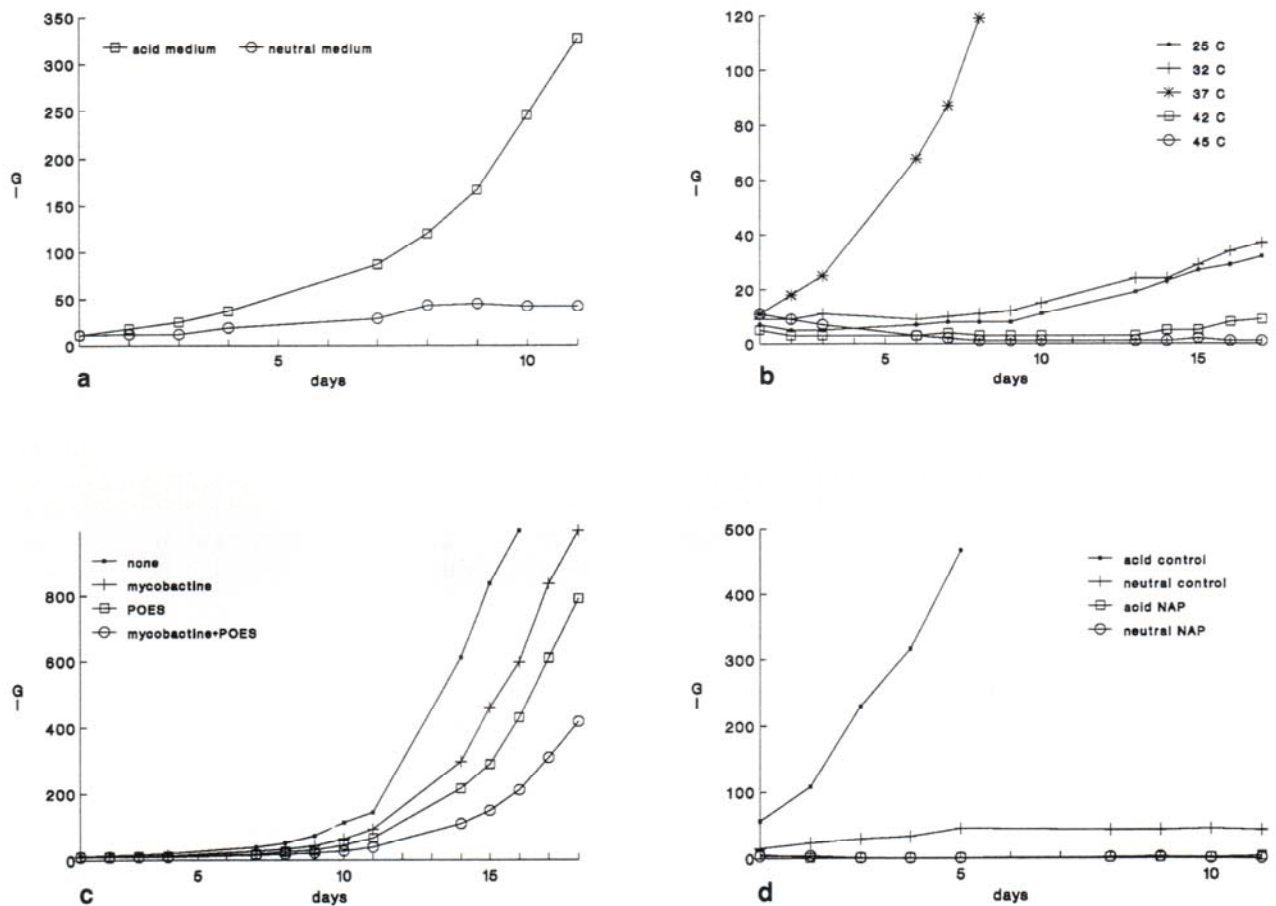 350
300
250
200
150
100
50
0
G
I
acid medium
neutral medium
5
10
days
a
120
100
80
60
40
20
0
G
I
25 C
32 C
37 C
42 C
45 C
5
10
15
days
b
800
600
400
200
0
G
I
none
mycobactine
POES
mycobactine+POES
5
10
15
days
c
500
400
300
200
100
0
G
I
acid control
neutral control
acid NAP
neutral NAP
5
10
days
d